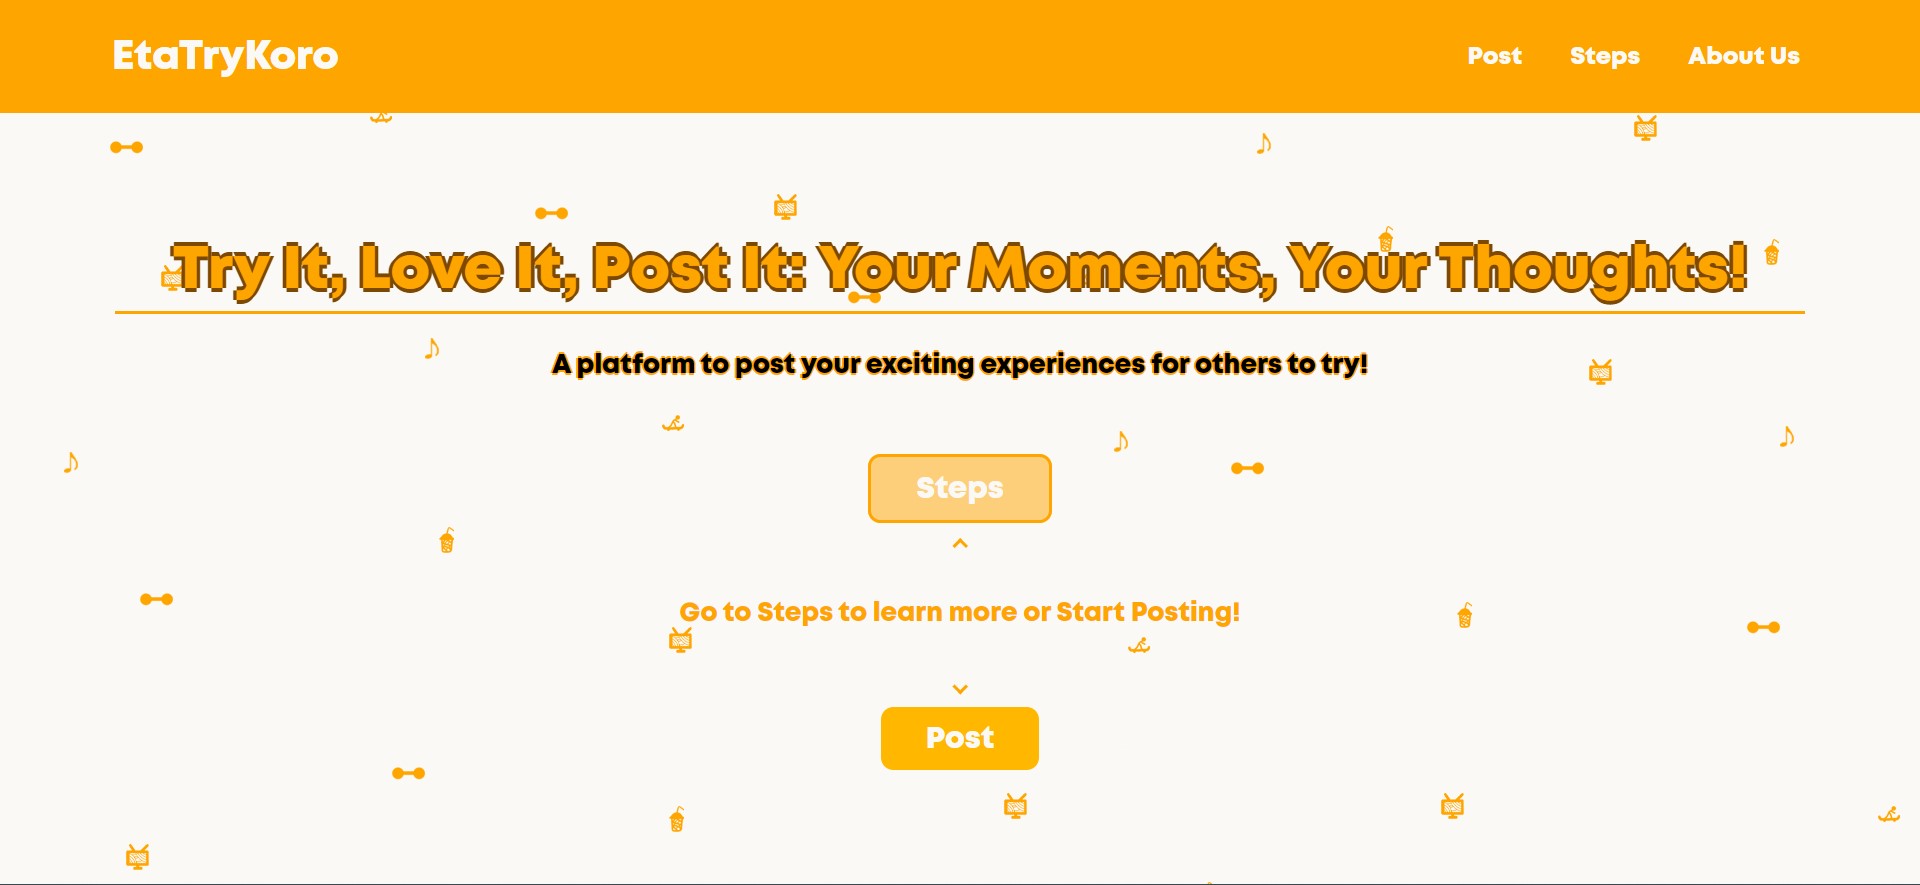 EtaTryKoro
Post Steps About Us
Try It, Love It, Post It: Your Moments, Your Thoughts!
A platform to post your exciting experiences for others to try!
Steps
Go to Steps to learn more or Start Posting!
Post